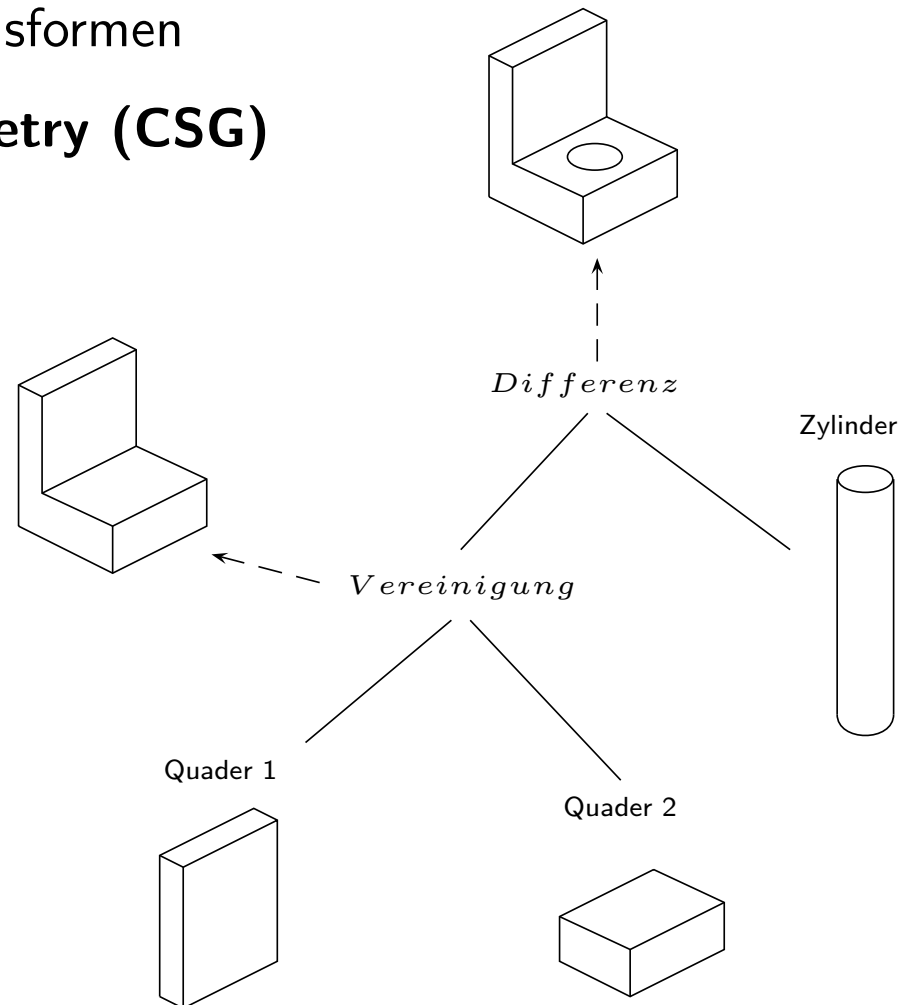 sformen
etry (CSG)
Differenz
Zylinder
Vereinigung
Quader 1
Quader 2